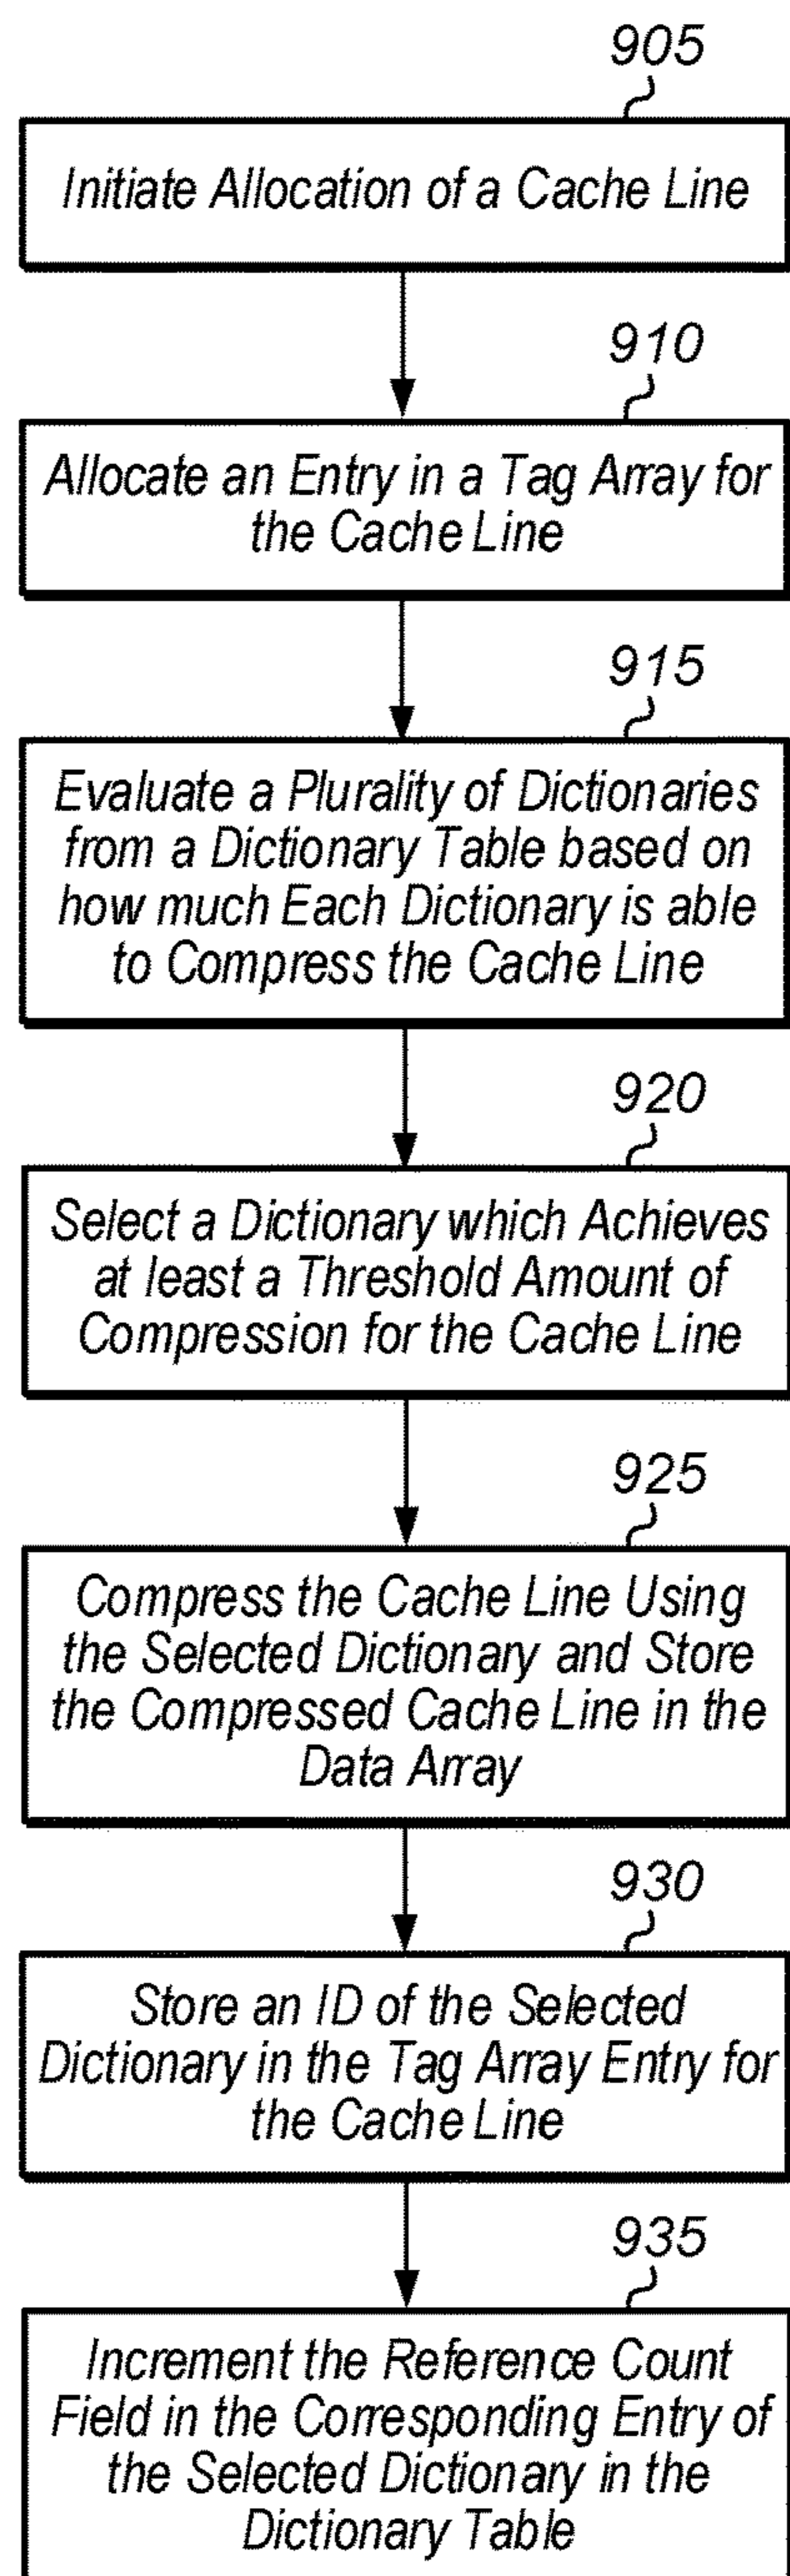 905
Initiate Allocation of a Cache Line
910
Allocate an Entry in a Tag Array for
the Cache Line
915
Evaluate a Plurality of Dictionaries
from a Dictionary Table based on
how much Each Dictionary is able
to Compress the Cache Line
920
Select a Dictionary which Achieves
at least a Threshold Amount of
Compression for the Cache Line
925
Compress the Cache Line Using
the Selected Dictionary and Store
the Compressed Cache Line in the
Data Array
930
Store an ID of the Selected
Dictionary in the Tag Array Entry for
the Cache Line
935
Increment the Reference Count
Field in the Corresponding Entry of
the Selected Dictionary in the
Dictionary Table